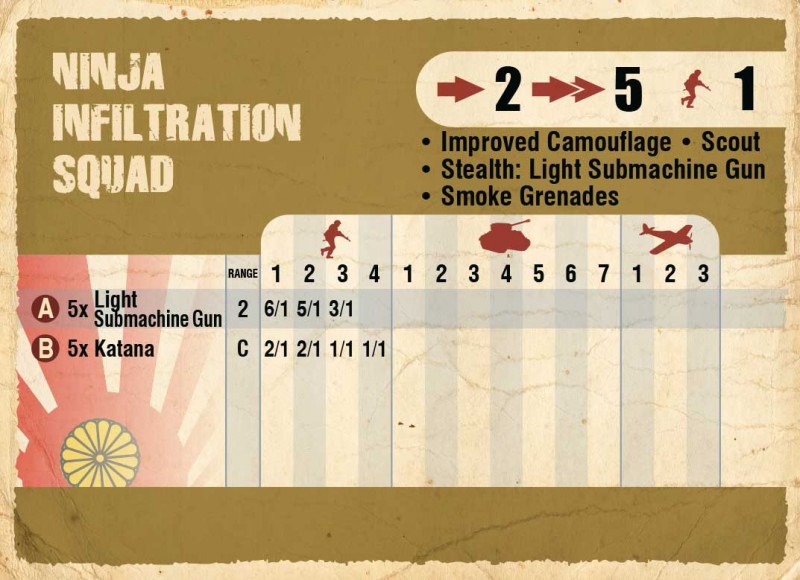 NINJA
INFILTRATION
SQUAD
2 5 1
• Improved Camouflage • Scout
• Stealth: Light Submachine Gun
• Smoke Grenades
RANGE 1 2 3 4 1 2 3 4 5 6 7 1 2 3
A 5x Light Submachine Gun 2 6/1 5/1 3/1
B 5x Katana C 2/1 2/1 1/1 1/1